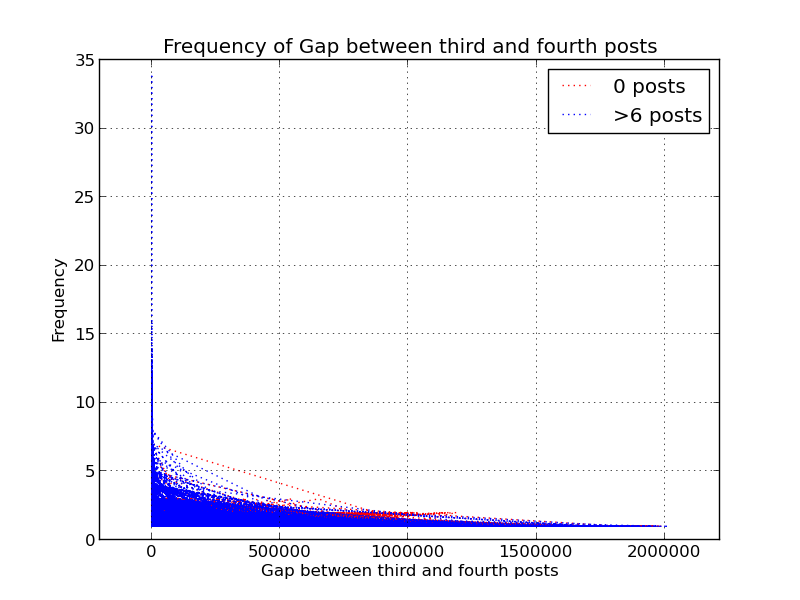 Frequency of Gap between third and fourth posts
35
30
25
20
15
10
5
0
Frequency
0 posts
>6 posts
0
500000
1000000
1500000
2000000
Gap between third and fourth posts